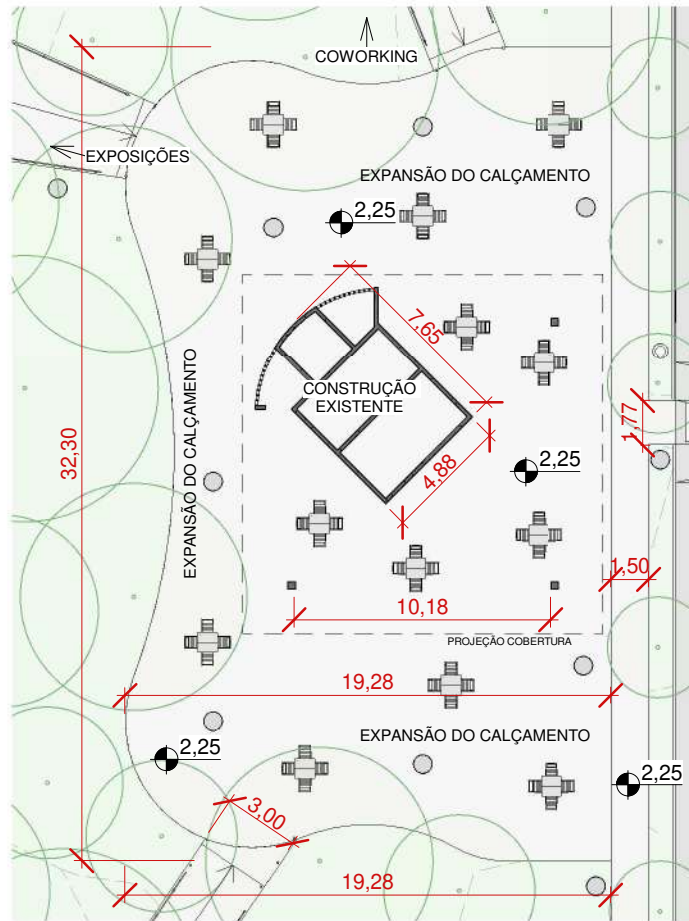 COWORKING
EXPOSIÇÕES
EXPANSÃO DO CALÇAMENTO
2,25
7,65
CONSTRUÇÃO
EXISTENTE
EXPANSÃO DO CALÇAMENTO
32,30
1,77
4,88
2,25
1,50
10,18
PROJEÇÃO COBERTURA
19,28
EXPANSÃO DO CALÇAMENTO
2,25
2,25
3,00
19,28